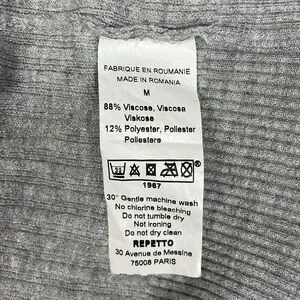 FABRIQUE EN ROUMANIE
MADE IN ROMANIA
M
88% Viscose, Viscosa
Viskose
12% Polyester, Poliester
Poliestere
®
1967
30° Gentle machine wash
No chlorine bleaching
Do not tumble dry
Not ironing
Do not dry clean
REPETTO
30 Avenue de Messine
75008 PARIS